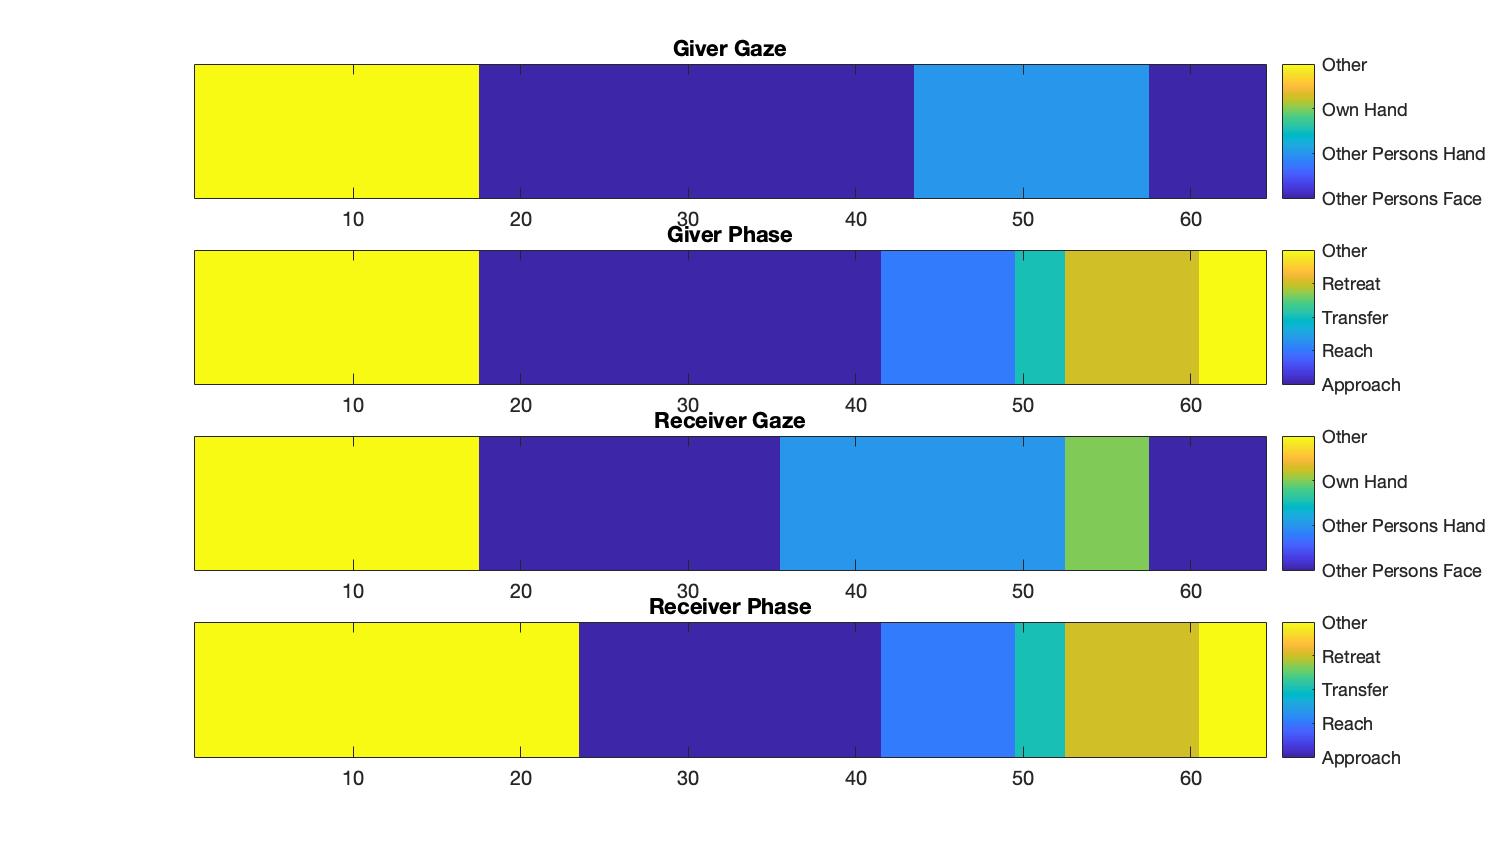 Giver Gaze
Other
Own Hand
Other Persons Hand
Other Persons Face
10 20 30 40 50 60
Giver Phase
Other
Retreat
Transfer
Reach
Approach
10 20 30 40 50 60
Receiver Gaze
Other
Own Hand
Other Persons Hand
Other Persons Face
10 20 30 40 50 60
Receiver Phase
Other
Retreat
Transfer
Reach
Approach
10 20 30 40 50 60